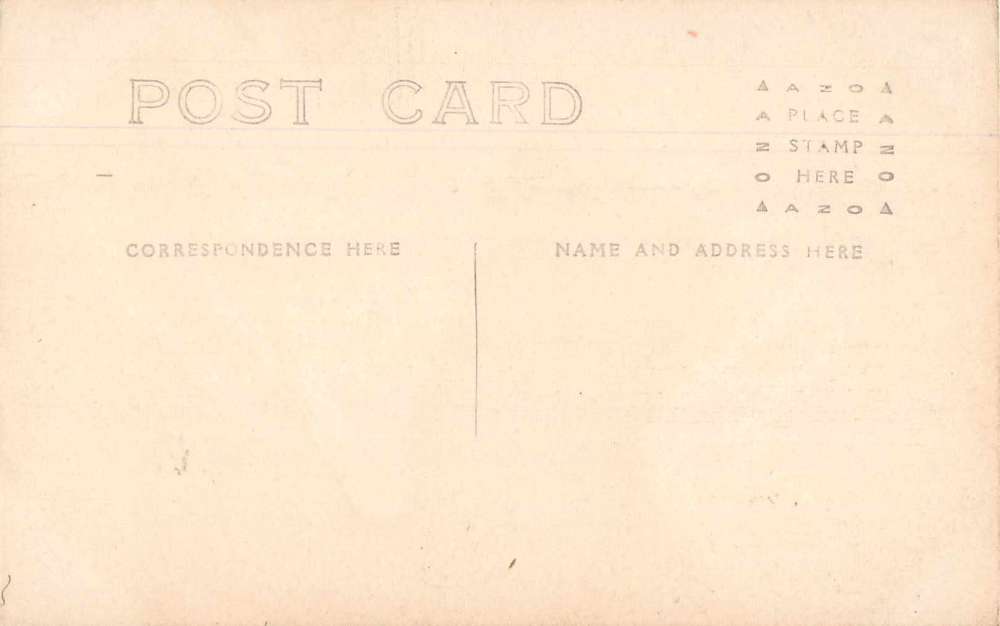 POST CARD
AZO
A PLACE A
Z STAMP Z
O HERE O
AZO
CORRESPONDENCE HERE
NAME AND ADDRESS HERE